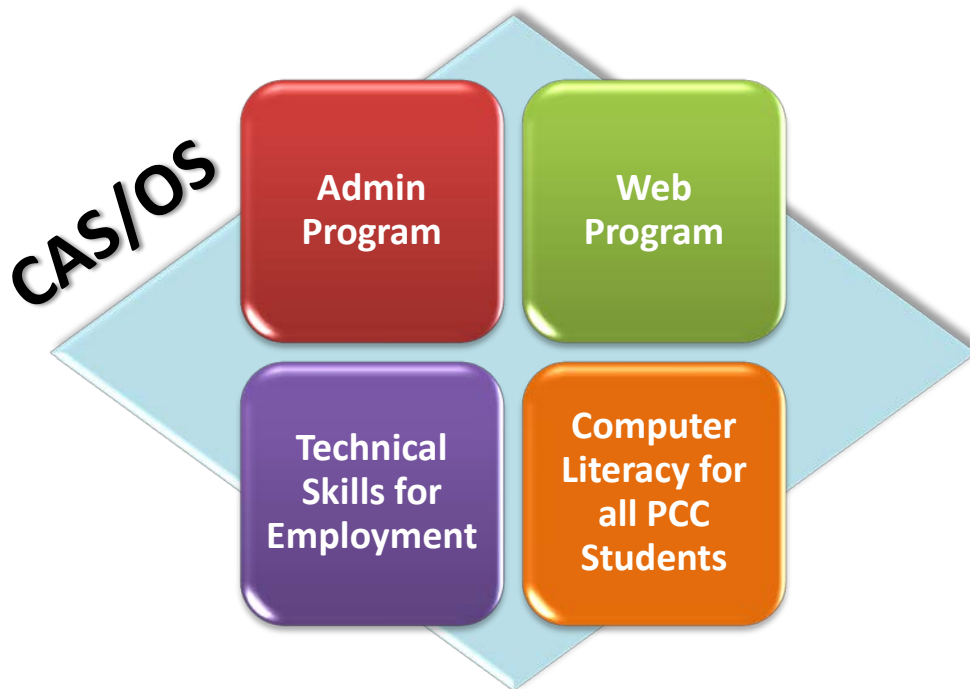 CAS/OS
Admin
Program
Web
Program
Technical
Skills for
Employment
Computer
Literacy for
all PCC
Students